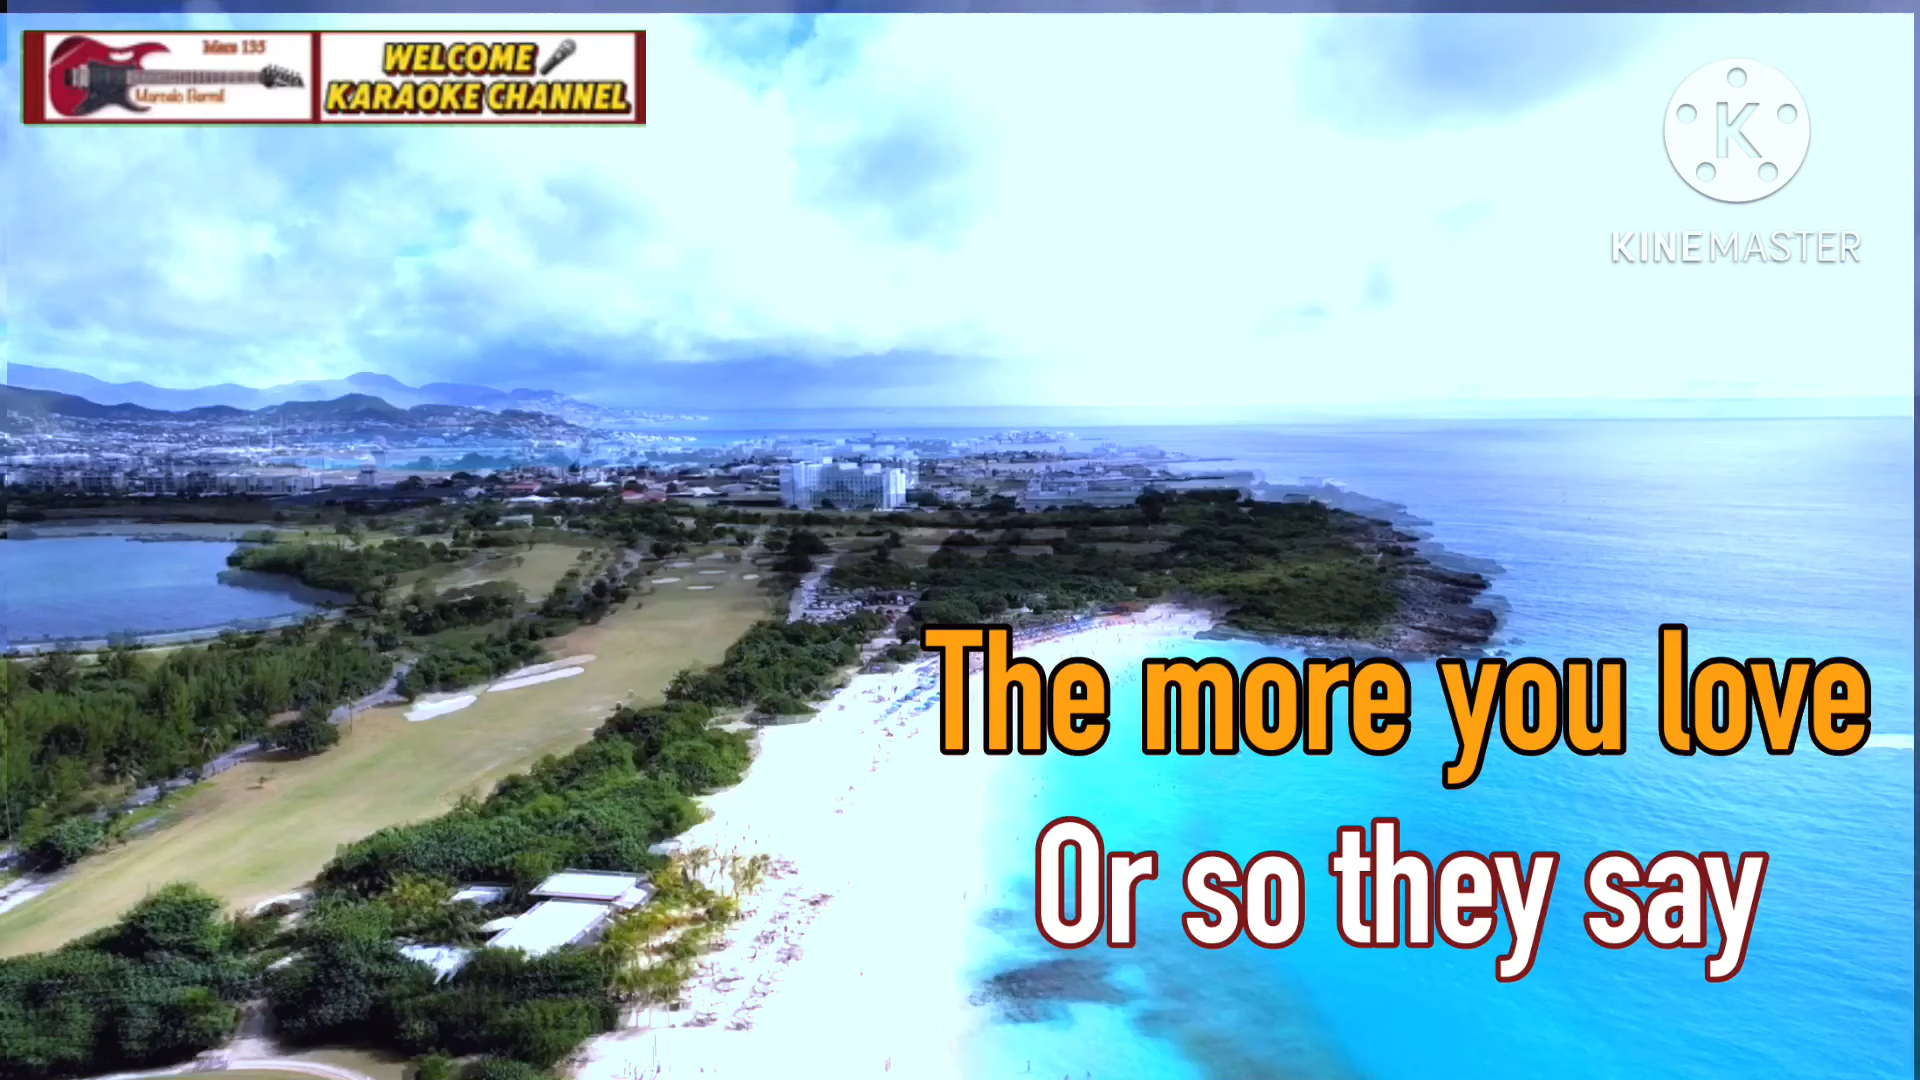 WELCOME
KARAOKE CHANNEL
K
KINEMASTER
The more you love
Or so they say